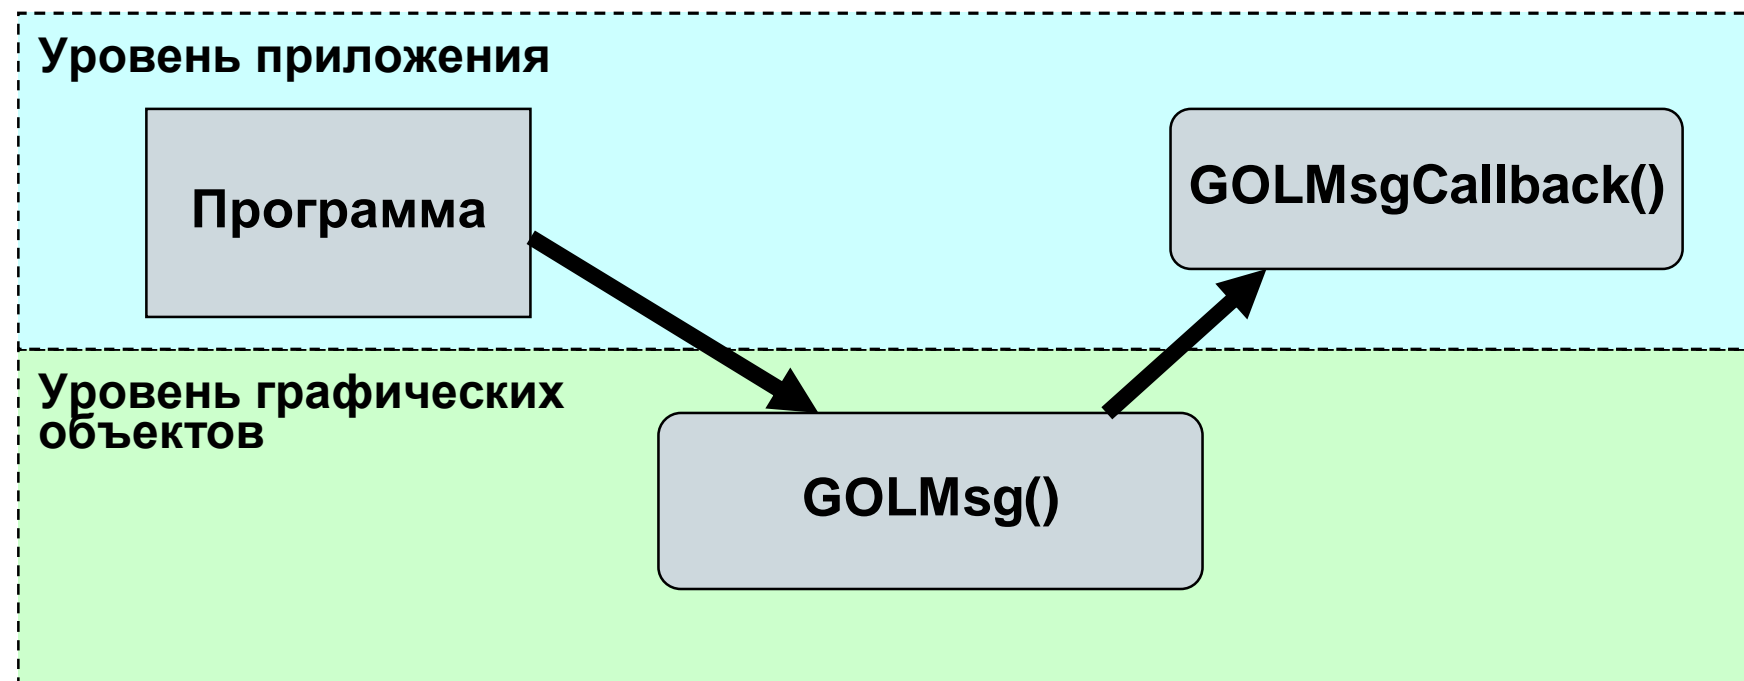 Уровень приложения
Программа
GOLMsgCallback()
Уровень графических
объектов
GOLMsg()